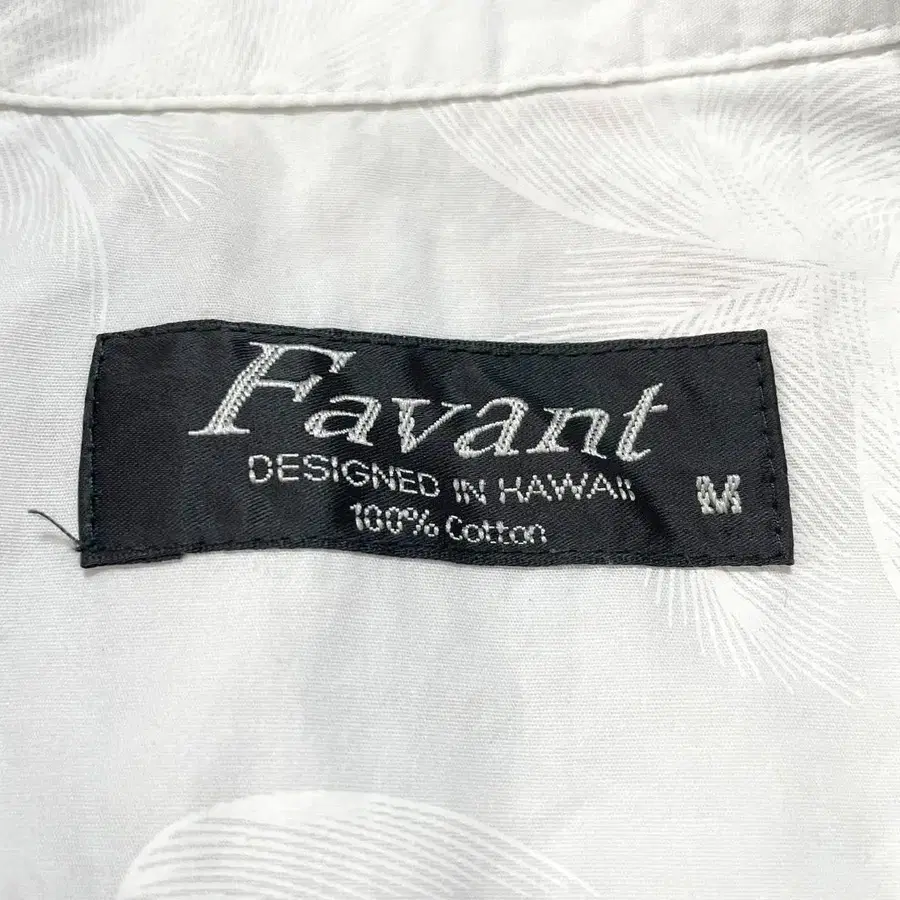 Favant
DESIGNED IN HAWAII
M
100% Cotton